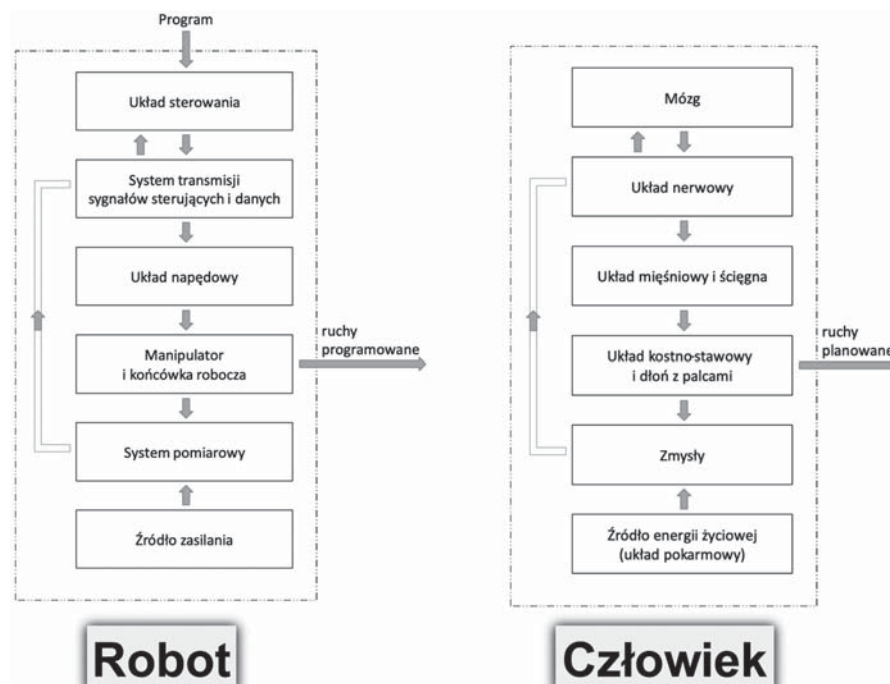 Program
Układ sterowania
System transmisji
sygnałów sterujących i danych
Układ napędowy
Manipulator
i końcówka robocza
ruchy
programowane
System pomiarowy
Źródło zasilania
Robot
Mózg
Układ nerwowy
Układ mięśniowy i ścięgna
Układ kostno-stawowy
i dłoń z palcami
ruchy
planowane
Zmysły
Źródło energii życiowej
(układ pokarmowy)
Człowiek